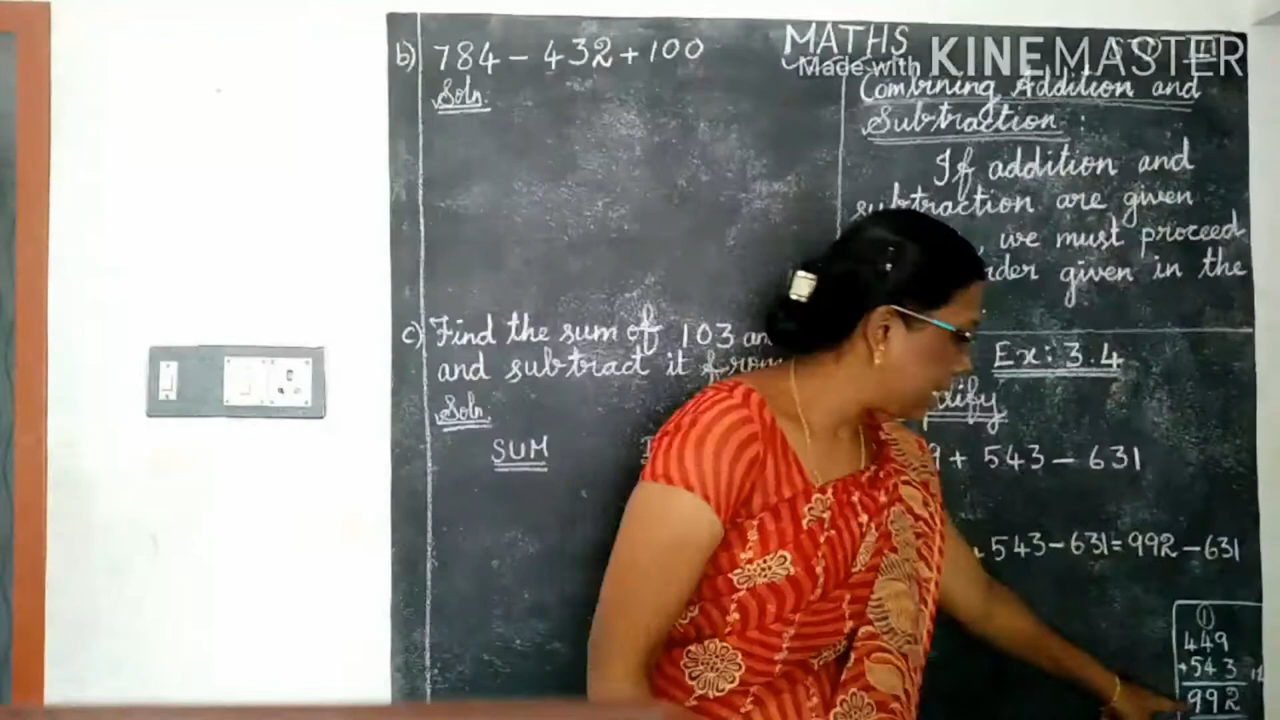 b) 784 - 432 + 100
Soln.
c) Find the sum of 103
and subtract it from
Soln.
SUM
MATHS
Made with KINEMASTER
Combining Addition and
Subtraction :
If addition and
subtraction are given
, we must proceed
given in the
Ex: 3.4
9 + 543 - 631
543 - 631 = 992 - 631
1
449
+ 543
992